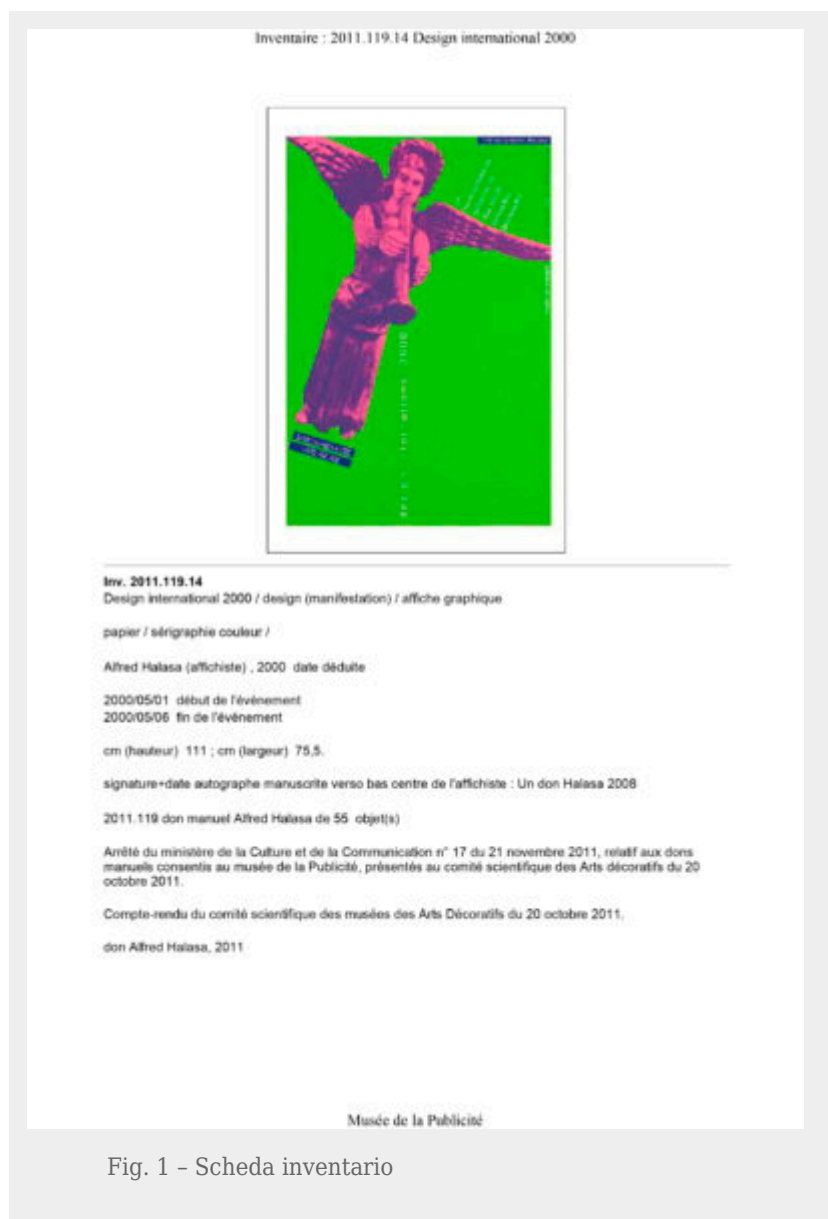 Inventaire : 2011.119.14 Design international 2000
2000
Inv. 2011.119.14
Design international 2000 / design (manifestation) / affiche graphique
papier / sérigraphie couleur /
Alfred Halasa (affichiste) , 2000 date déduite
2000/05/01 début de l'événement
2000/05/06 fin de l'événement
cm (hauteur) 111 ; cm (largeur) 75,5.
signature+date autographe manuscrite verso bas centre de l'affichiste : Un don Halasa 2008
2011.119 don manuel Alfred Halasa de 55 objet(s)
Arrêté du ministère de la Culture et de la Communication n° 17 du 21 novembre 2011, relatif aux dons
manuels consentis au musée de la Publicité, présentés au comité scientifique des Arts décoratifs du 20
octobre 2011.
Compte-rendu du comité scientifique des musées des Arts Décoratifs du 20 octobre 2011.
don Alfred Halasa, 2011
Musée de la Publicité
Fig. 1 – Scheda inventario